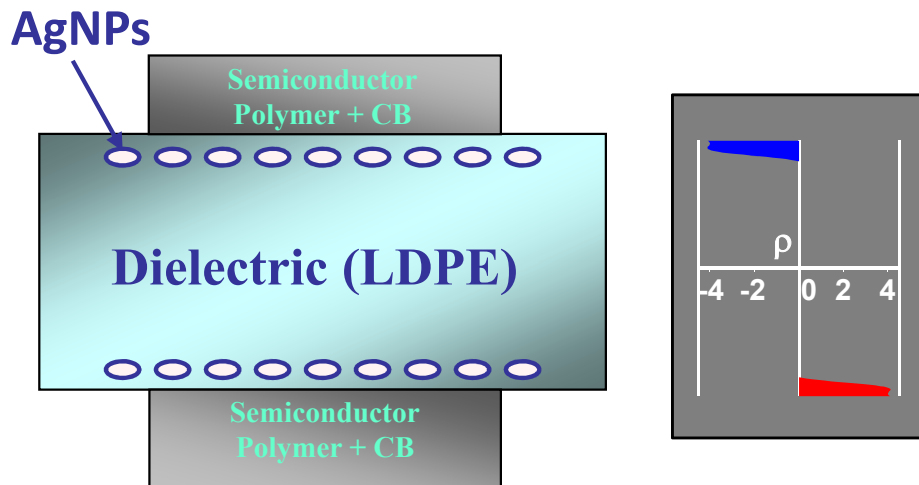 AgNPs
Semiconductor
Polymer + CB
Dielectric (LDPE)
Semiconductor
Polymer + CB
ρ
-4 -2 0 2 4